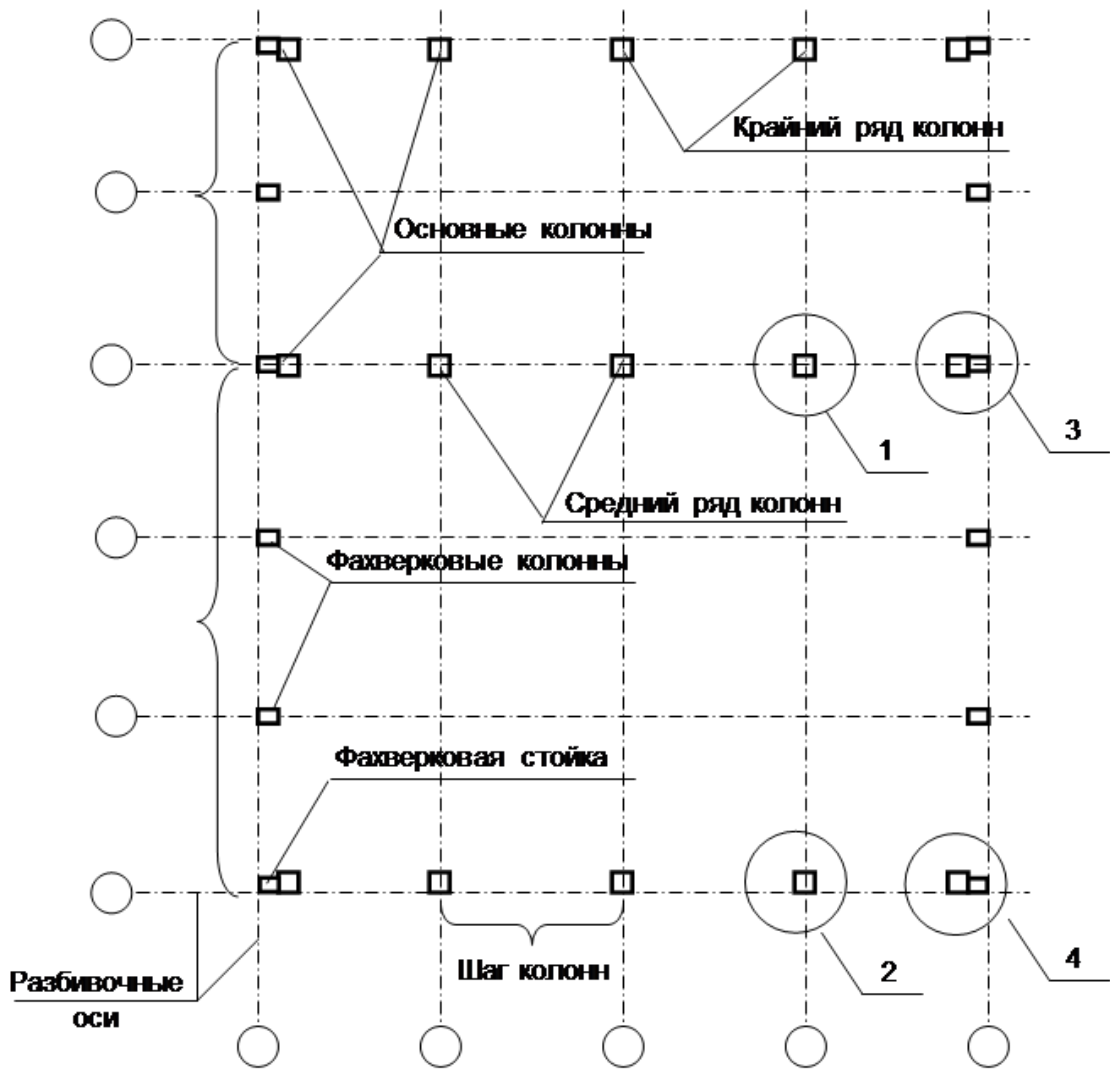 Крайний ряд колонн
Основные колонны
1
3
Средний ряд колонн
Фахверковые колонны
Фахверковая стойка
Шаг колонн
2
4
Разбивочные
оси